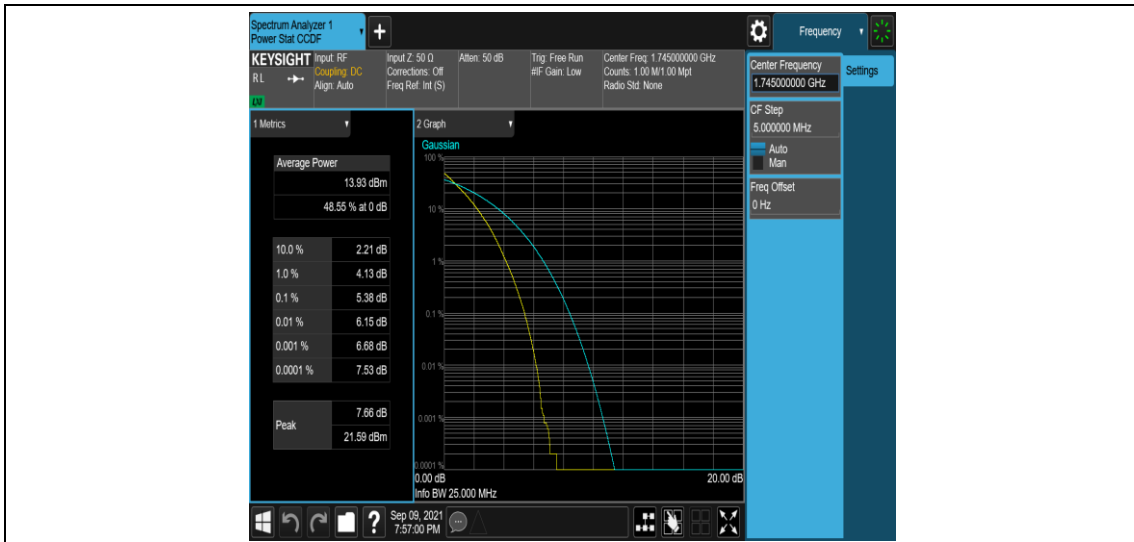 Spectrum Analyzer 1
Power Stat CCDF
Frequency
KEYSIGHT
R L
LXI
Input: RF
Coupling: DC
Align: Auto
Input Z: 50 Ω
Corrections: Off
Freq Ref: Int (S)
Atten: 50 dB
Trig: Free Run
#IF Gain: Low
Center Freq: 1.745000000 GHz
Counts: 1.00 M/1.00 Mpt
Radio Std: None
Center Frequency
1.745000000 GHz
Settings
CF Step
5.000000 MHz
Auto
Man
Freq Offset
0 Hz
1 Metrics
Average Power
13.93 dBm
48.55 % at 0 dB
10.0 % 2.21 dB
1.0 % 4.13 dB
0.1 % 5.38 dB
0.01 % 6.15 dB
0.001 % 6.68 dB
0.0001 % 7.53 dB
Peak 7.66 dB
21.59 dBm
2 Graph
Gaussian
100 %
10 %
1 %
0.1 %
0.01 %
0.001 %
0.0001 %
0.00 dB 20.00 dB
Info BW 25.000 MHz
Sep 09, 2021
7:57:00 PM